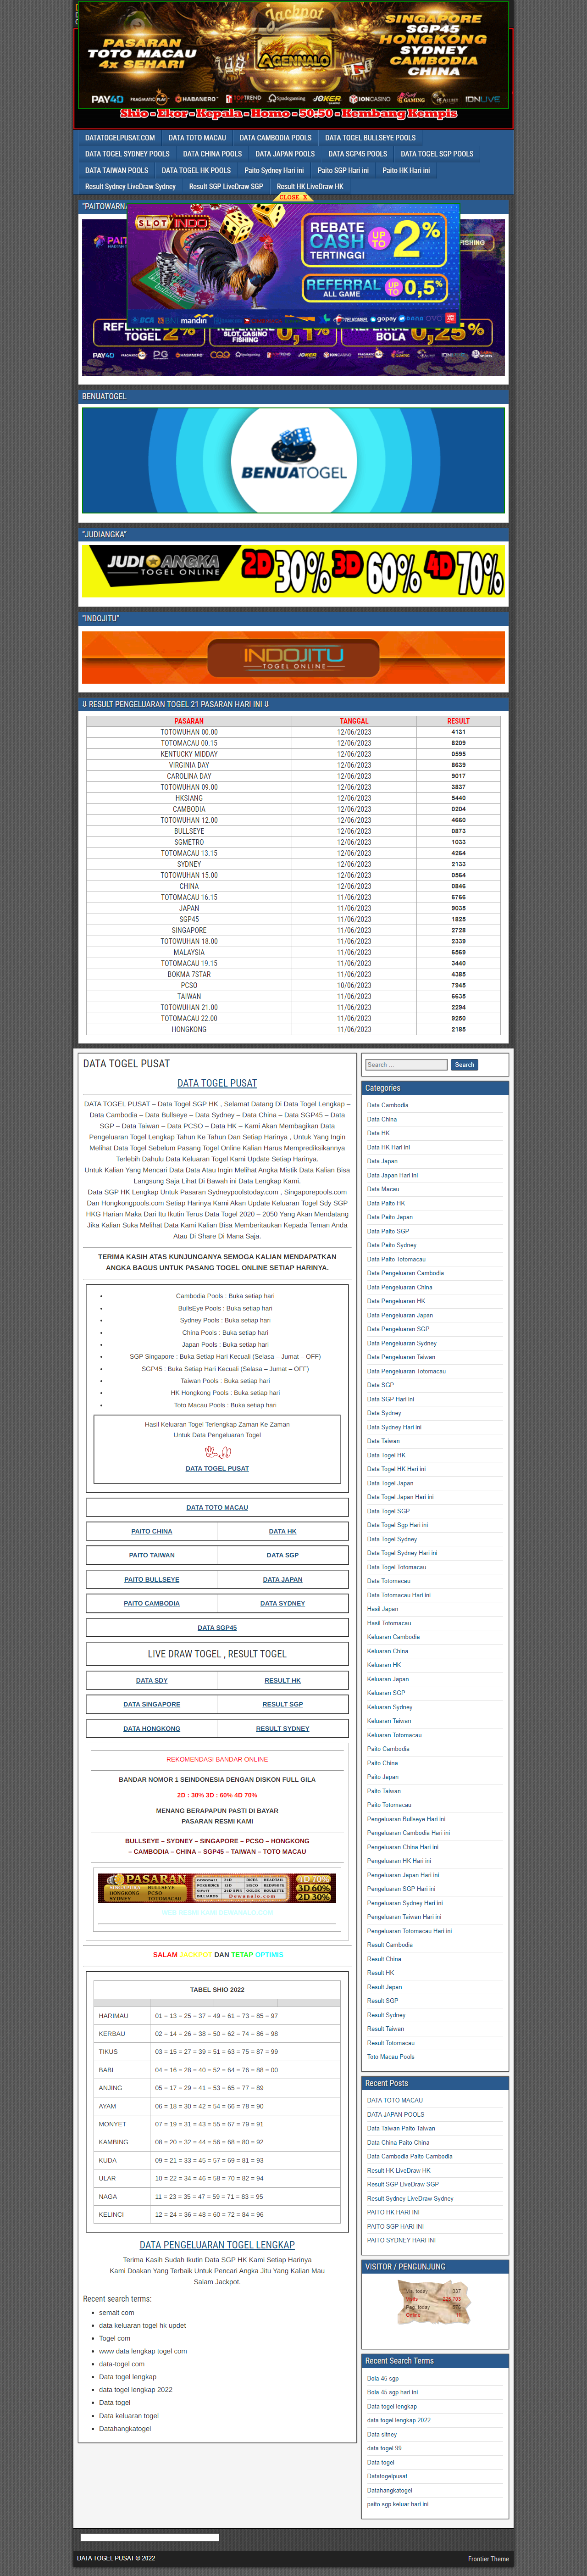 Jackpot
PASARAN
TOTO MACAU
4x SEHARI
AGENNALO
SINGAPORE
SGP45
HONGKONG
SYDNEY
CAMBODIA
CHINA
Shio - Ekor - Kepala - Homo - 50:50 - Kembang Kempis
DATATOGELPUSAT.COM
DATA TOTO MACAU
DATA CAMBODIA POOLS
DATA TOGEL BULLSEYE POOLS
DATA TOGEL SYDNEY POOLS
DATA CHINA POOLS
DATA JAPAN POOLS
DATA SGP45 POOLS
DATA TOGEL SGP POOLS
DATA TAIWAN POOLS
DATA TOGEL HK POOLS
Paito Sydney Hari ini
Paito SGP Hari ini
Paito HK Hari ini
Result Sydney LiveDraw Sydney
Result SGP LiveDraw SGP
Result HK LiveDraw HK
CLOSE X
SLOT INDO
REBATE
CASH
UP TO
2%
REFERRAL
ALL GAME
UP TO
0,5%
BENUATOGEL
BENUATOGEL
"JUDIANGKA"
JUDI ANGKA
TOGEL ONLINE
2D 30% 3D 60% 4D 70%
"INDOJITU"
INDOJITU
TOGEL ONLINE
⇓ RESULT PENGELUARAN TOGEL 21 PASARAN HARI INI ⇓
PASARAN TANGGAL RESULT
TOTOWUHAN 00.00 12/06/2023 4131
TOTOMACAU 00.15 12/06/2023 8209
KENTUCKY MIDDAY 12/06/2023 0595
VIRGINIA DAY 12/06/2023 8639
CAROLINA DAY 12/06/2023 9017
TOTOWUHAN 09.00 12/06/2023 3837
HKSIANG 12/06/2023 5440
CAMBODIA 12/06/2023 0204
TOTOWUHAN 12.00 12/06/2023 4660
BULLSEYE 12/06/2023 0873
SGMETRO 12/06/2023 1033
TOTOMACAU 13.15 12/06/2023 4264
SYDNEY 12/06/2023 2133
TOTOWUHAN 15.00 12/06/2023 0564
CHINA 12/06/2023 0846
TOTOMACAU 16.15 12/06/2023 6766
JAPAN 11/06/2023 9035
SGP45 11/06/2023 1825
SINGAPORE 11/06/2023 2728
TOTOWUHAN 18.00 11/06/2023 2339
MALAYSIA 11/06/2023 6569
TOTOMACAU 19.15 11/06/2023 3440
BOKMA 7STAR 11/06/2023 4385
PCSO 10/06/2023 7945
TAIWAN 11/06/2023 6635
TOTOWUHAN 21.00 11/06/2023 2294
TOTOMACAU 22.00 11/06/2023 9250
HONGKONG 11/06/2023 2185
DATA TOGEL PUSAT
DATA TOGEL PUSAT
DATA TOGEL PUSAT – Data Togel SGP HK , Selamat Datang Di Data Togel Lengkap –
Data Cambodia – Data Bullseye – Data Sydney – Data China – Data SGP45 – Data
SGP – Data Taiwan – Data PCSO – Data HK – Kami Akan Membagikan Data
Pengeluaran Togel Lengkap Tahun Ke Tahun Dan Setiap Harinya , Untuk Yang Ingin
Melihat Data Togel Sebelum Pasang Togel Online Kalian Harus Memprediksikannya
Terlebih Dahulu Data Keluaran Togel Kami Update Setiap Harinya.
Untuk Kalian Yang Mencari Data Data Atau Ingin Melihat Angka Mistik Data Kalian Bisa
Langsung Saja Lihat Di Bawah ini Data Lengkap Kami.
Data SGP HK Lengkap Untuk Pasaran Sydneypoolstoday.com , Singaporepools.com
Dan Hongkongpools.com Setiap Harinya Kami Akan Update Keluaran Togel Sdy SGP
HKG Harian Maka Dari Itu Ikutin Terus Data Togel 2020 – 2050 Yang Akan Mendatang
Jika Kalian Suka Melihat Data Kami Kalian Bisa Memberitaukan Kepada Teman Anda
Atau Di Share Di Mana Saja.
TERIMA KASIH ATAS KUNJUNGANYA SEMOGA KALIAN MENDAPATKAN
ANGKA BAGUS UNTUK PASANG TOGEL ONLINE SETIAP HARINYA.
Cambodia Pools : Buka setiap hari
BullsEye Pools : Buka setiap hari
Sydney Pools : Buka setiap hari
China Pools : Buka setiap hari
Japan Pools : Buka setiap hari
SGP Singapore : Buka Setiap Hari Kecuali (Selasa – Jumat – OFF)
SGP45 : Buka Setiap Hari Kecuali (Selasa – Jumat – OFF)
Taiwan Pools : Buka setiap hari
HK Hongkong Pools : Buka setiap hari
Toto Macau Pools : Buka setiap hari
Hasil Keluaran Togel Terlengkap Zaman Ke Zaman
Untuk Data Pengeluaran Togel
DATA TOGEL PUSAT
DATA TOTO MACAU
PAITO CHINA DATA HK
PAITO TAIWAN DATA SGP
PAITO BULLSEYE DATA JAPAN
PAITO CAMBODIA DATA SYDNEY
DATA SGP45
LIVE DRAW TOGEL , RESULT TOGEL
DATA SDY RESULT HK
DATA SINGAPORE RESULT SGP
DATA HONGKONG RESULT SYDNEY
REKOMENDASI BANDAR ONLINE
BANDAR NOMOR 1 SEINDONESIA DENGAN DISKON FULL GILA
2D : 30% 3D : 60% 4D 70%
MENANG BERAPAPUN PASTI DI BAYAR
PASARAN RESMI KAMI
BULLSEYE – SYDNEY – SINGAPORE – PCSO – HONGKONG
– CAMBODIA – CHINA – SGP45 – TAIWAN – TOTO MACAU
PASARAN
4D 70%
3D 60%
2D 30%
SALAM JACKPOT DAN TETAP OPTIMIS
TABEL SHIO 2022
HARIMAU 01 = 13 = 25 = 37 = 49 = 61 = 73 = 85 = 97
KERBAU 02 = 14 = 26 = 38 = 50 = 62 = 74 = 86 = 98
TIKUS 03 = 15 = 27 = 39 = 51 = 63 = 75 = 87 = 99
BABI 04 = 16 = 28 = 40 = 52 = 64 = 76 = 88 = 00
ANJING 05 = 17 = 29 = 41 = 53 = 65 = 77 = 89
AYAM 06 = 18 = 30 = 42 = 54 = 66 = 78 = 90
MONYET 07 = 19 = 31 = 43 = 55 = 67 = 79 = 91
KAMBING 08 = 20 = 32 = 44 = 56 = 68 = 80 = 92
KUDA 09 = 21 = 33 = 45 = 57 = 69 = 81 = 93
ULAR 10 = 22 = 34 = 46 = 58 = 70 = 82 = 94
NAGA 11 = 23 = 35 = 47 = 59 = 71 = 83 = 95
KELINCI 12 = 24 = 36 = 48 = 60 = 72 = 84 = 96
DATA PENGELUARAN TOGEL LENGKAP
Terima Kasih Sudah Ikutin Data SGP HK Kami Setiap Harinya
Kami Doakan Yang Terbaik Untuk Pencari Angka Jitu Yang Kalian Mau
Salam Jackpot.
Recent search terms:
semalt com
data keluaran togel hk updet
Togel com
www data lengkap togel com
data-togel com
Data togel lengkap
data togel lengkap 2022
Data togel
Data keluaran togel
Datahangkatogel
Search …
Search
Categories
Data Cambodia
Data China
Data HK
Data HK Hari ini
Data Japan
Data Japan Hari ini
Data Macau
Data Paito HK
Data Paito Japan
Data Paito SGP
Data Paito Sydney
Data Paito Totomacau
Data Pengeluaran Cambodia
Data Pengeluaran China
Data Pengeluaran HK
Data Pengeluaran Japan
Data Pengeluaran SGP
Data Pengeluaran Sydney
Data Pengeluaran Taiwan
Data Pengeluaran Totomacau
Data SGP
Data SGP Hari ini
Data Sydney
Data Sydney Hari ini
Data Taiwan
Data Togel HK
Data Togel HK Hari ini
Data Togel Japan
Data Togel Japan Hari ini
Data Togel SGP
Data Togel Sgp Hari ini
Data Togel Sydney
Data Togel Sydney Hari ini
Data Togel Totomacau
Data Totomacau
Data Totomacau Hari ini
Hasil Japan
Hasil Totomacau
Keluaran Cambodia
Keluaran China
Keluaran HK
Keluaran Japan
Keluaran SGP
Keluaran Sydney
Keluaran Taiwan
Keluaran Totomacau
Paito Cambodia
Paito China
Paito Japan
Paito Taiwan
Paito Totomacau
Pengeluaran Bullseye Hari ini
Pengeluaran Cambodia Hari ini
Pengeluaran China Hari ini
Pengeluaran HK Hari ini
Pengeluaran Japan Hari ini
Pengeluaran SGP Hari ini
Pengeluaran Sydney Hari ini
Pengeluaran Taiwan Hari ini
Pengeluaran Totomacau Hari ini
Result Cambodia
Result China
Result HK
Result Japan
Result SGP
Result Sydney
Result Taiwan
Result Totomacau
Toto Macau Pools
Recent Posts
DATA TOTO MACAU
DATA JAPAN POOLS
Data Taiwan Paito Taiwan
Data China Paito China
Data Cambodia Paito Cambodia
Result HK LiveDraw HK
Result SGP LiveDraw SGP
Result Sydney LiveDraw Sydney
PAITO HK HARI INI
PAITO SGP HARI INI
PAITO SYDNEY HARI INI
VISITOR / PENGUNJUNG
Recent Search Terms
Bola 45 sgp
Bola 45 sgp hari ini
Data togel lengkap
data togel lengkap 2022
Data sitney
data togel 99
Data togel
Datatogelpusat
Datahangkatogel
paito sgp keluar hari ini
DATA TOGEL PUSAT © 2022
Frontier Theme